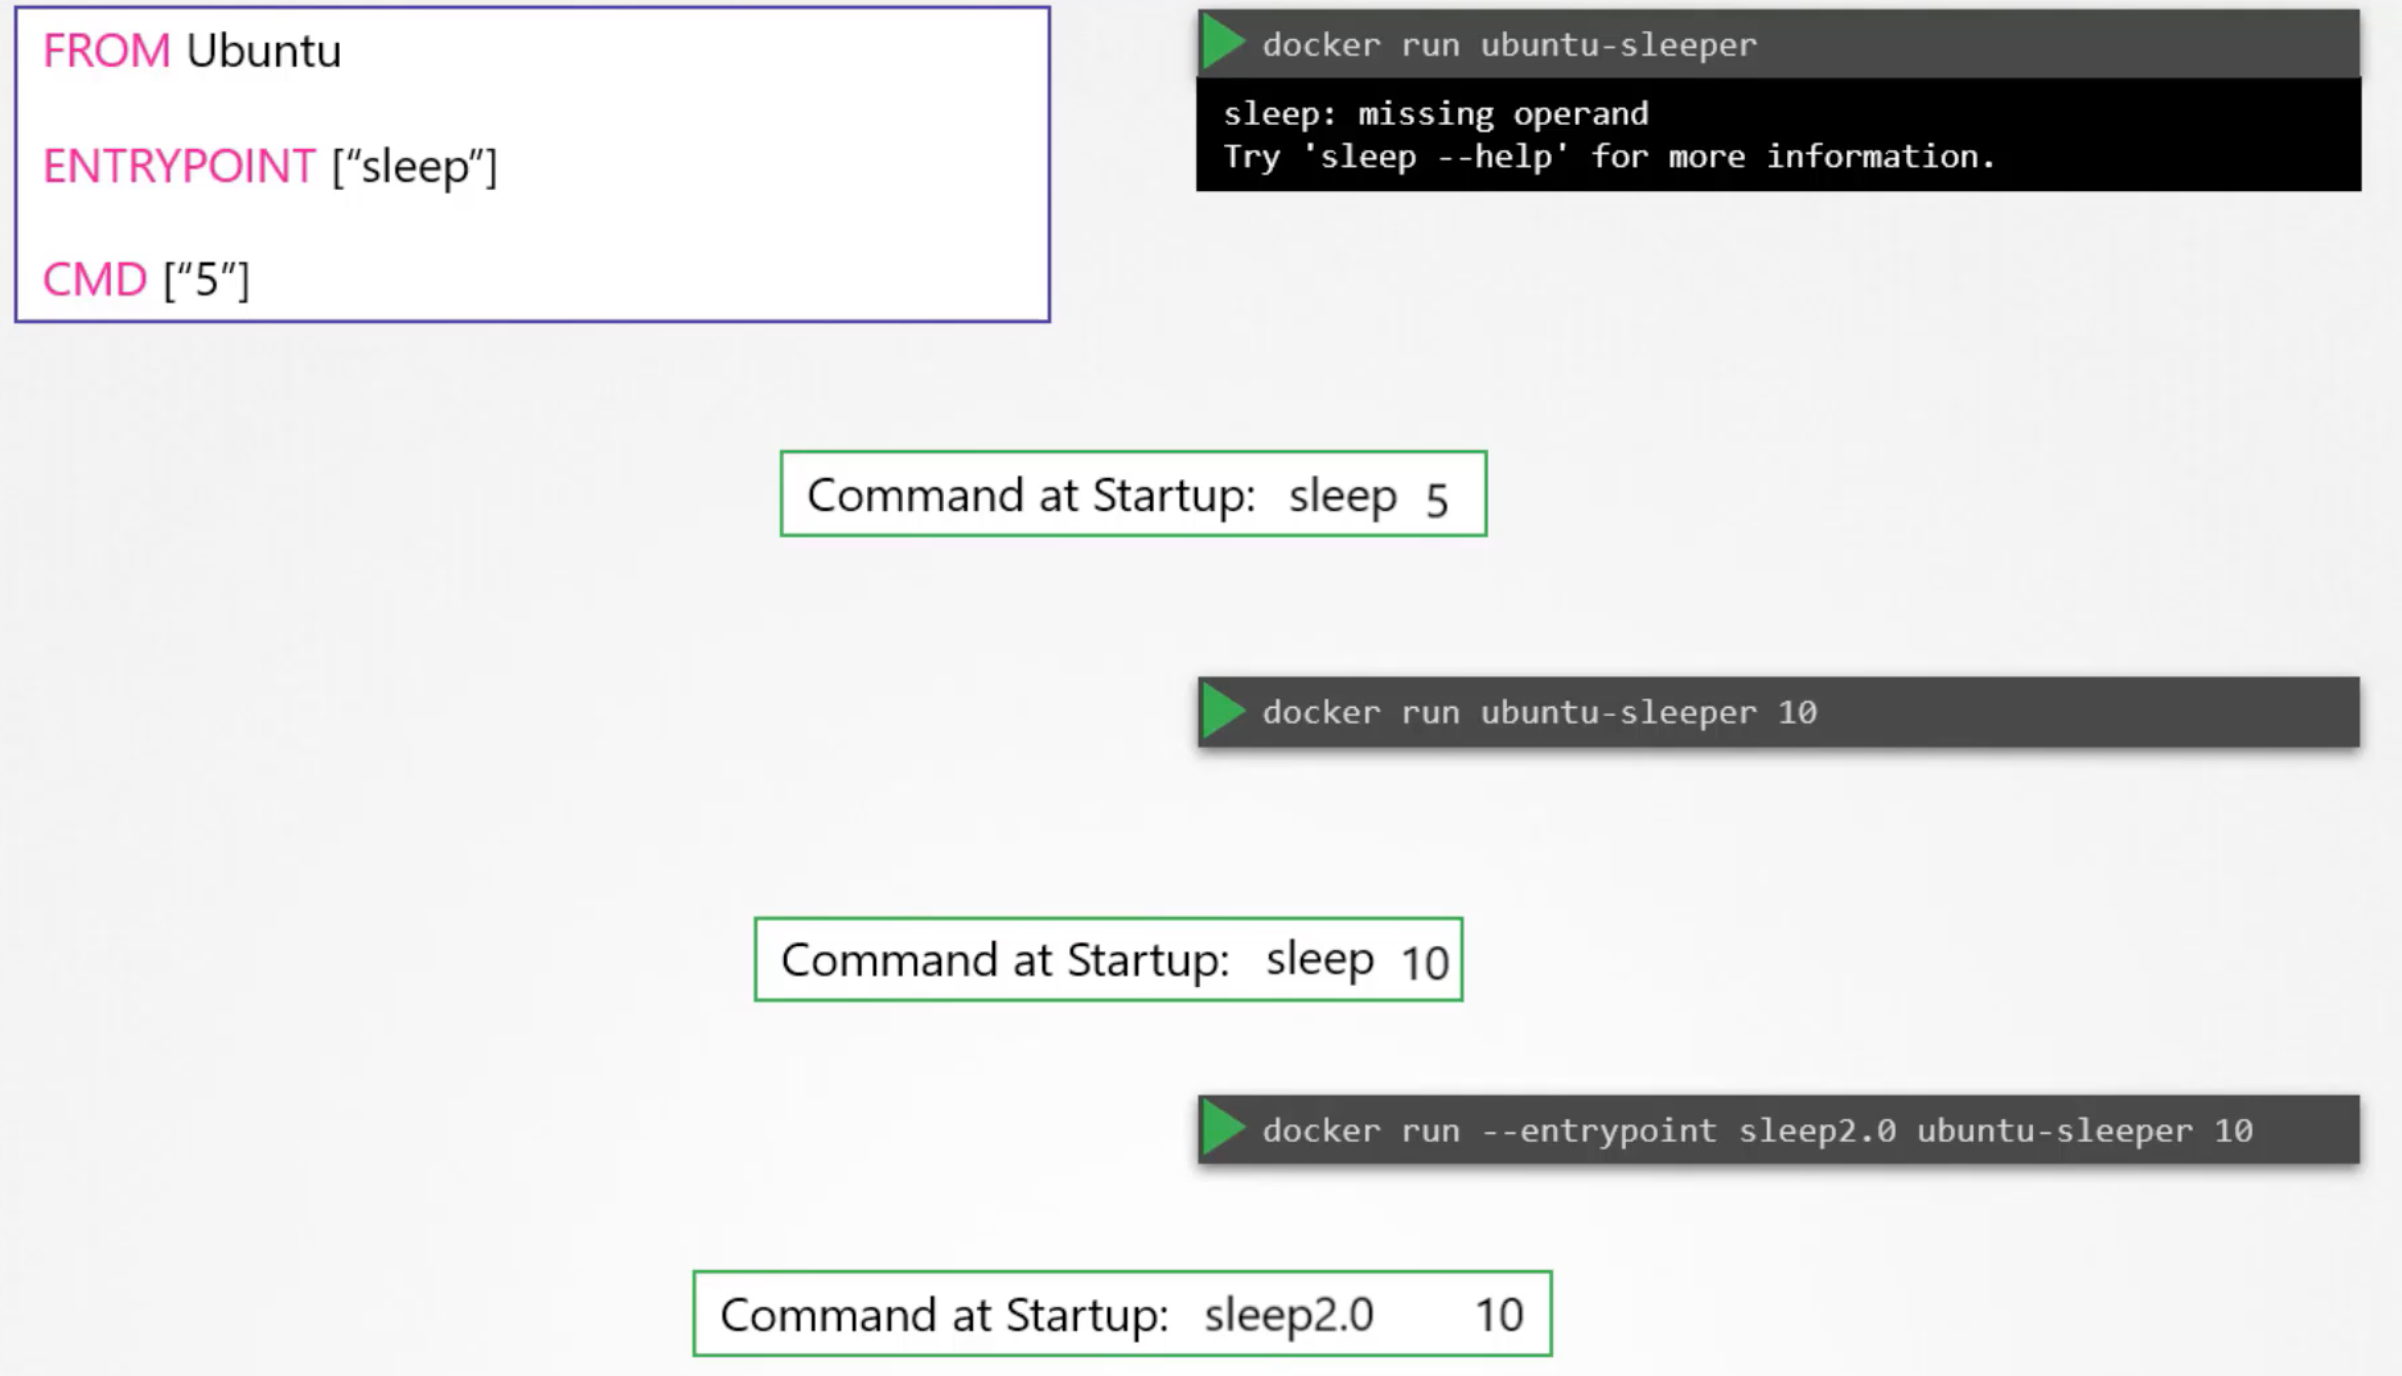 FROM Ubuntu
ENTRYPOINT [“sleep”]
CMD [“5”]
docker run ubuntu-sleeper
sleep: missing operand
Try 'sleep --help' for more information.
Command at Startup: sleep 5
docker run ubuntu-sleeper 10
Command at Startup: sleep 10
docker run --entrypoint sleep2.0 ubuntu-sleeper 10
Command at Startup: sleep2.0 10